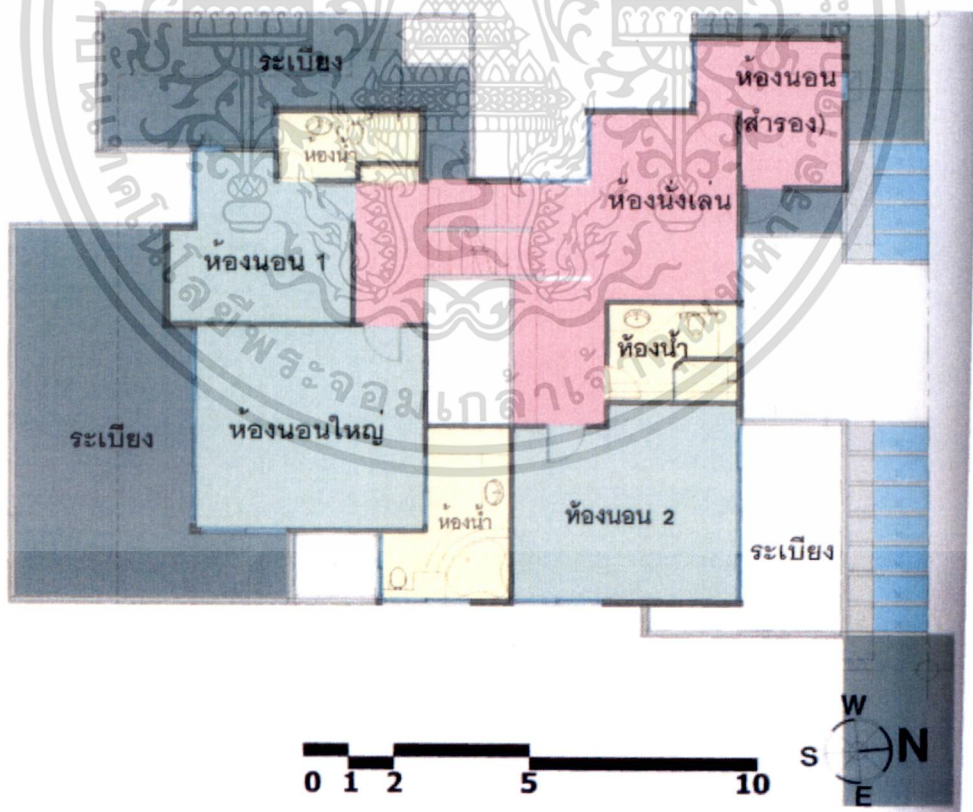 ระเบียง
ห้องนอน
(สำรอง)
ห้องน้ำ
ห้องนั่งเล่น
ห้องนอน 1
ห้องน้ำ
ห้องนอนใหญ่
ระเบียง
ห้องน้ำ
ห้องนอน 2
ระเบียง
W
S N
E
0 1 2 5 10